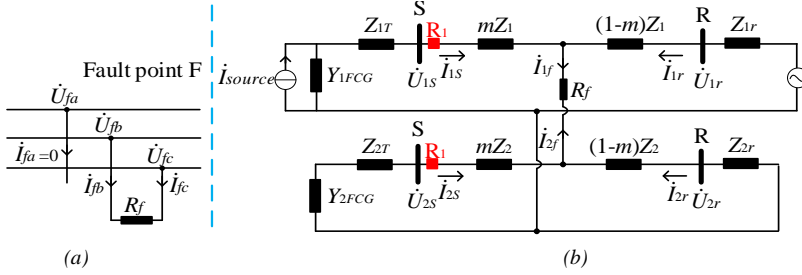 Fault point F
U̇fa
U̇fb
İfa=0
U̇fc
İfb
İfc
Rf
(a)
İsource
Y1FCG
Z1T
S
R1
U̇1S
İ1S
mZ1
İ1f
Rf
(1-m)Z1
R
İ1r
U̇1r
Z1r
Y2FCG
Z2T
S
R1
U̇2S
İ2S
mZ2
İ2f
(1-m)Z2
R
İ2r
U̇2r
Z2r
(b)